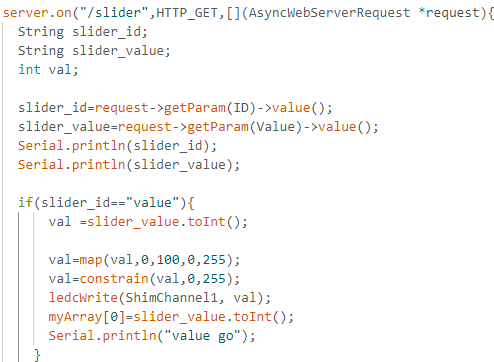 server.on("/slider",HTTP_GET,[](AsyncWebServerRequest *request){
  String slider_id;
  String slider_value;
  int val;

  slider_id=request->getParam(ID)->value();
  slider_value=request->getParam(Value)->value();
  Serial.println(slider_id);
  Serial.println(slider_value);

  if(slider_id=="value"){
      val =slider_value.toInt();

      val=map(val,0,100,0,255);
      val=constrain(val,0,255);
      ledcWrite(ShimChannel1, val);
      myArray[0]=slider_value.toInt();
      Serial.println("value go");
    }